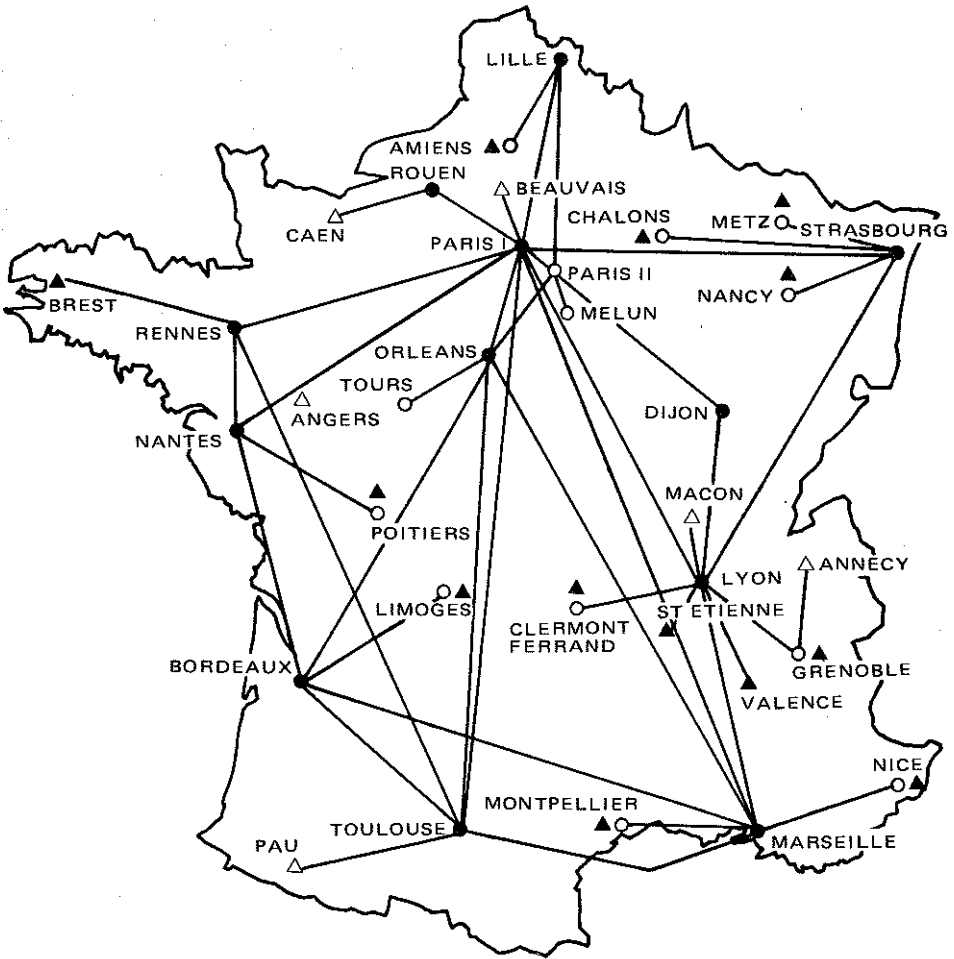 LILLE
AMIENS
ROUEN
BEAUVAIS
CAEN
CHALONS
METZ
STRASBOURG
PARIS I
PARIS II
BREST
NANCY
MELUN
RENNES
ORLEANS
TOURS
ANGERS
DIJON
NANTES
MACON
POITIERS
ANNECY
LYON
LIMOGES
ST ETIENNE
CLERMONT
FERRAND
BORDEAUX
GRENOBLE
VALENCE
NICE
MONTPELLIER
TOULOUSE
MARSEILLE
PAU